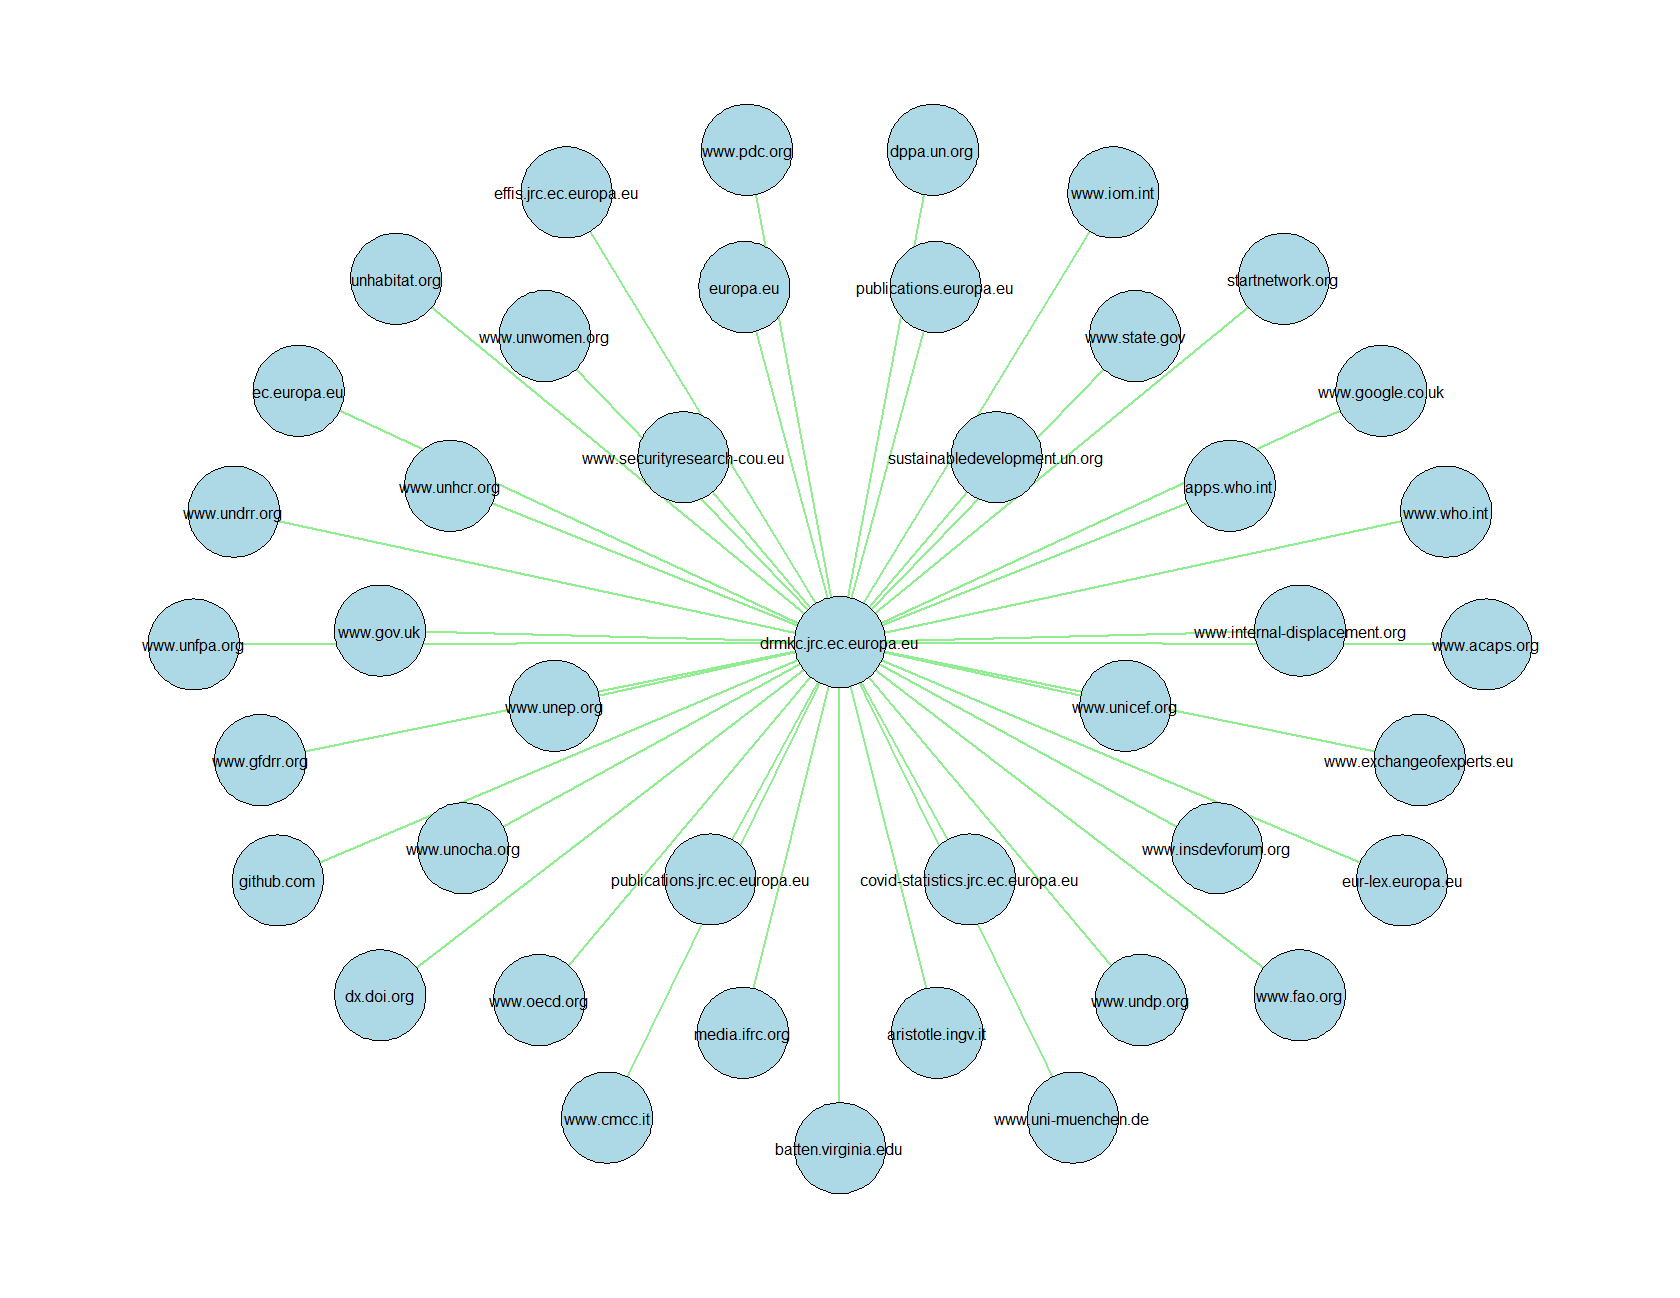 www.pdc.org
dppa.un.org
effis.jrc.ec.europa.eu
www.iom.int
unhabitat.org
europa.eu
publications.europa.eu
startnetwork.org
www.unwomen.org
www.state.gov
ec.europa.eu
www.google.co.uk
www.securityresearch-cou.eu
sustainabledevelopment.un.org
www.unhcr.org
apps.who.int
www.undrr.org
www.who.int
www.gov.uk
www.internal-displacement.org
www.unfpa.org
drmkc.jrc.ec.europa.eu
www.acaps.org
www.unep.org
www.unicef.org
www.gfdrr.org
www.exchangeofexperts.eu
www.unocha.org
www.insdevforum.org
github.com
publications.jrc.ec.europa.eu
covid-statistics.jrc.ec.europa.eu
eur-lex.europa.eu
dx.doi.org
www.oecd.org
www.undp.org
www.fao.org
media.ifrc.org
aristotle.ingv.it
www.cmcc.it
www.uni-muenchen.de
batten.virginia.edu